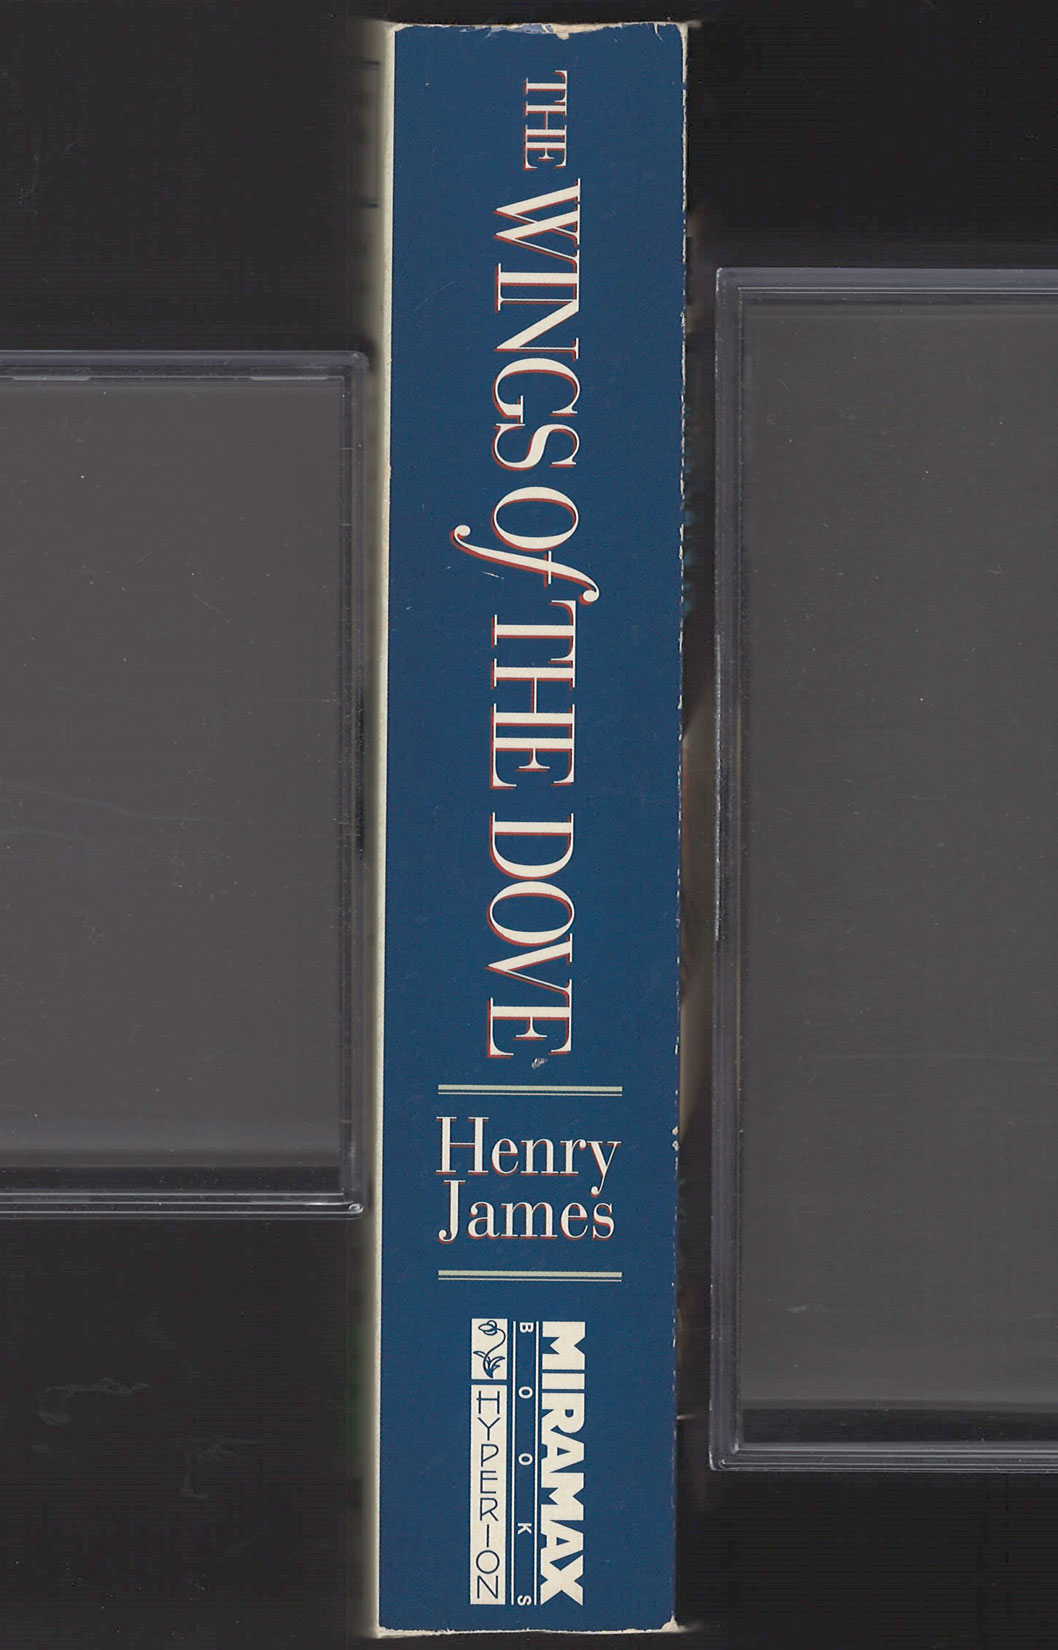 THE WINGS Of THE DOVE
Henry
James
MIRAMAX
BOOKS
HYPERION